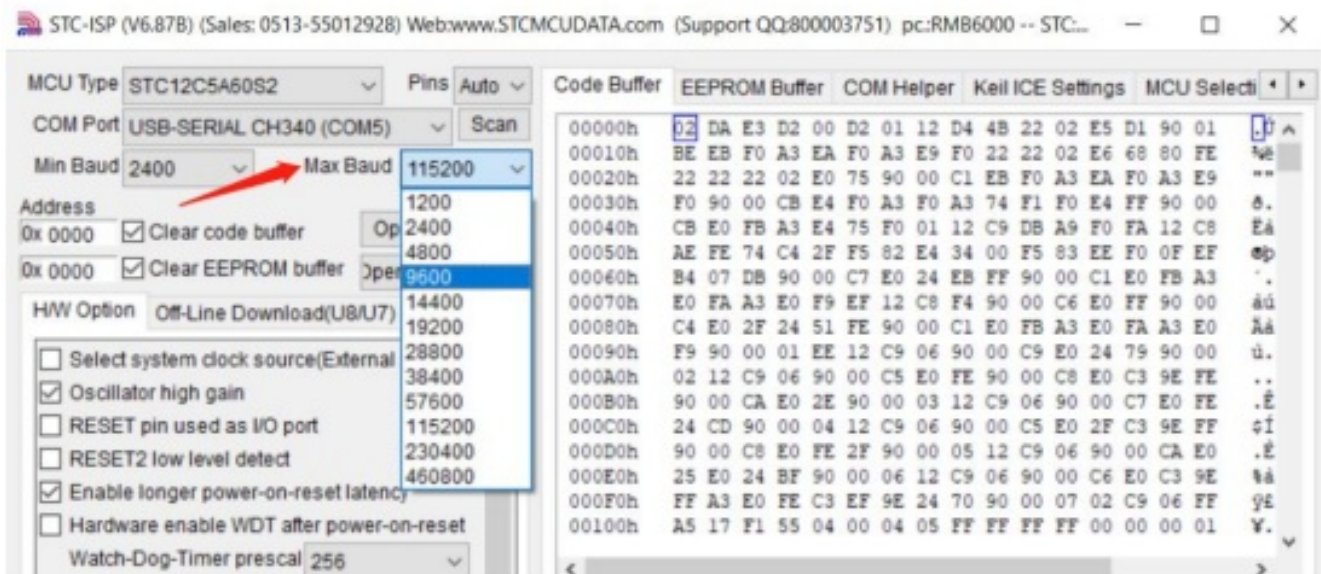 STC-ISP (V6.87B) (Sales: 0513-55012928) Web:www.STCMCUDATA.com (Support QQ:800003751) pc:RMB6000 -- STC:...
MCU Type STC12C5A60S2 Pins Auto
COM Port USB-SERIAL CH340 (COM5) Scan
Min Baud 2400 Max Baud 115200
1200
2400
4800
9600
14400
19200
28800
38400
57600
115200
230400
460800
Address
0x 0000 Clear code buffer Op
0x 0000 Clear EEPROM buffer Open
H/W Option Off-Line Download(U8/U7)
Select system clock source(External
Oscillator high gain
RESET pin used as I/O port
RESET2 low level detect
Enable longer power-on-reset latency
Hardware enable WDT after power-on-reset
Watch-Dog-Timer prescal 256
Code Buffer EEPROM Buffer COM Helper Keil ICE Settings MCU Selecti
00000h 02 DA E3 D2 00 D2 01 12 D4 4B 22 02 E5 D1 90 01
00010h BE EB F0 A3 EA F0 A3 E9 F0 22 22 02 E6 68 80 FE
00020h 22 22 22 02 E0 75 90 00 C1 EB F0 A3 EA F0 A3 E9
00030h F0 90 00 CB E4 F0 A3 F0 A3 74 F1 F0 E4 FF 90 00
00040h CB E0 FB A3 E4 75 F0 01 12 C9 DB A9 F0 FA 12 C8
00050h AE FE 74 C4 2F F5 82 E4 34 00 F5 83 EE F0 0F EF
00060h B4 07 DB 90 00 C7 E0 24 EB FF 90 00 C1 E0 FB A3
00070h E0 FA A3 E0 F9 EF 12 C8 F4 90 00 C6 E0 FF 90 00
00080h C4 E0 2F 24 51 FE 90 00 C1 E0 FB A3 E0 FA A3 E0
00090h F9 90 00 01 EE 12 C9 06 90 00 C9 E0 24 79 90 00
000A0h 02 12 C9 06 90 00 C5 E0 FE 90 00 C8 E0 C3 9E FE
000B0h 90 00 CA E0 2E 90 00 03 12 C9 06 90 00 C7 E0 FE
000C0h 24 CD 90 00 04 12 C9 06 90 00 C5 E0 2F C3 9E FF
000D0h 90 00 C8 E0 FE 2F 90 00 05 12 C9 06 90 00 CA E0
000E0h 25 E0 24 BF 90 00 06 12 C9 06 90 00 C6 E0 C3 9E
000F0h FF A3 E0 FE C3 EF 9E 24 70 90 00 07 02 C9 06 FF
00100h A5 17 F1 55 04 00 04 05 FF FF FF FF 00 00 00 01